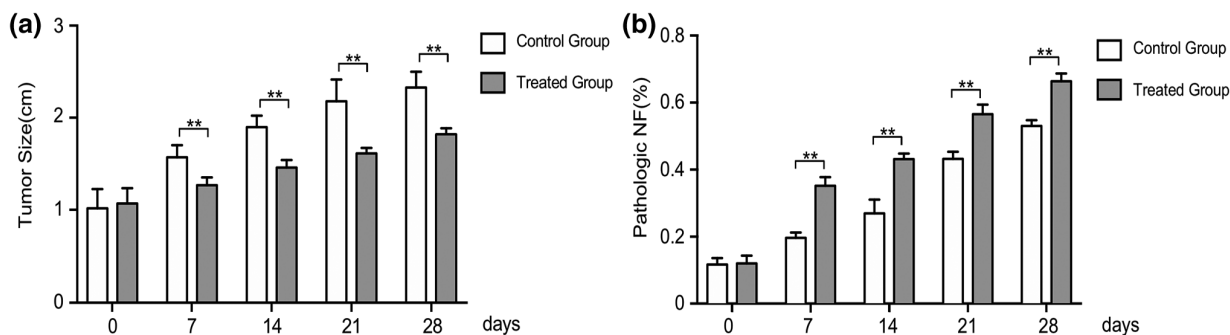 (a)
Tumor Size(cm)
3
2
1
0
**
**
**
**
Control Group
Treated Group
0 7 14 21 28 days
(b)
Pathologic NF(%)
0.8
0.6
0.4
0.2
0
**
**
**
**
Control Group
Treated Group
0 7 14 21 28 days